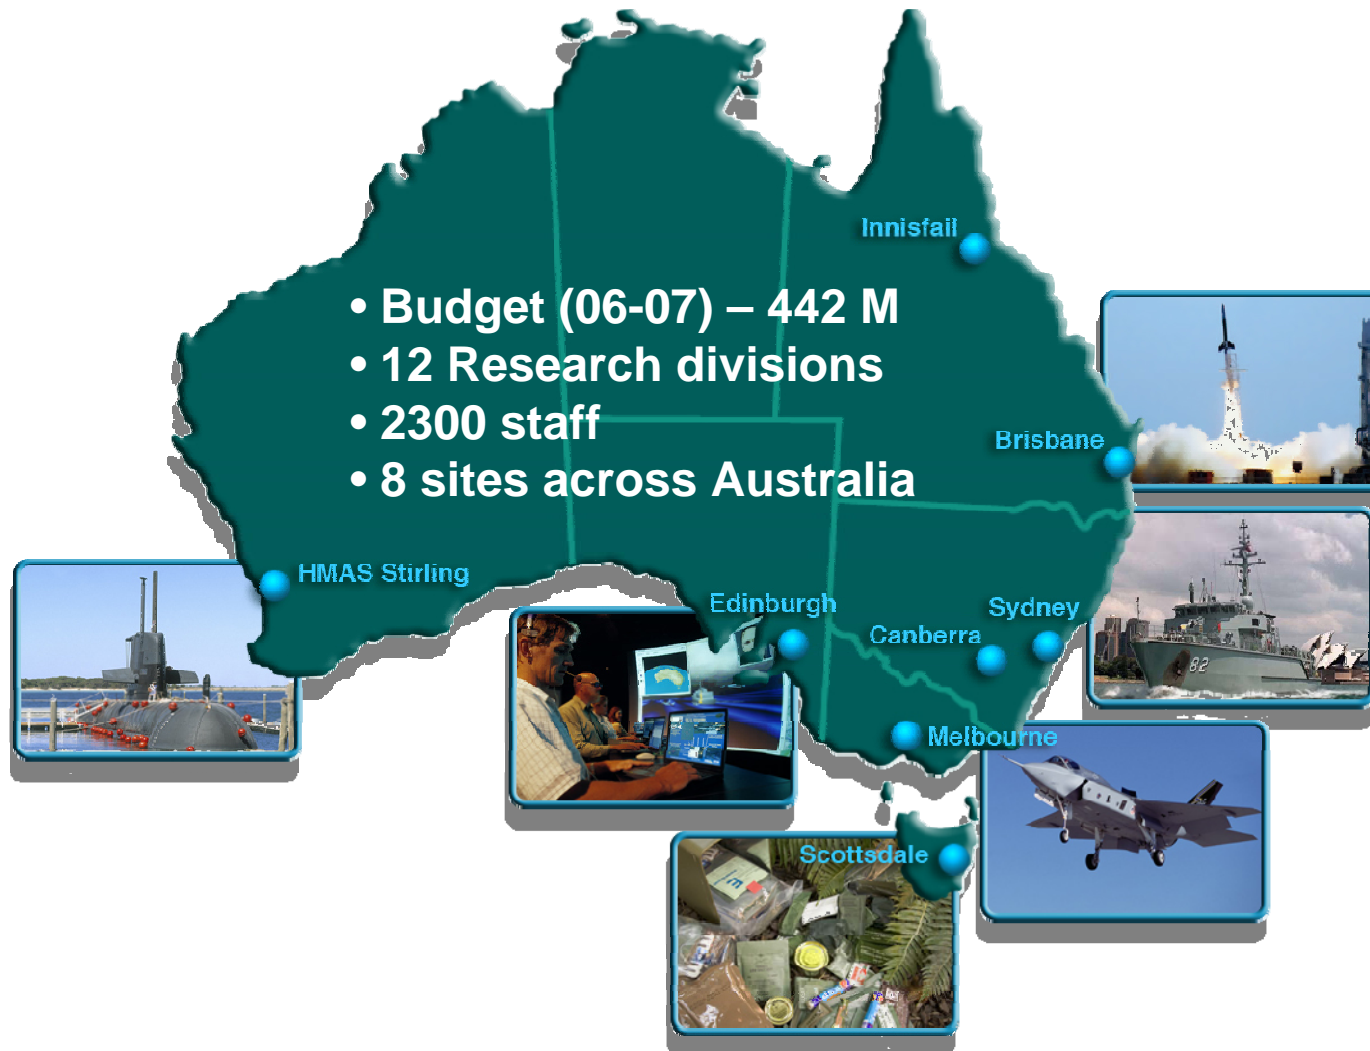 Innisfail
• Budget (06-07) – 442 M
• 12 Research divisions
• 2300 staff
• 8 sites across Australia
Brisbane
HMAS Stirling
Edinburgh
Sydney
Canberra
82
Melbourne
Scottsdale